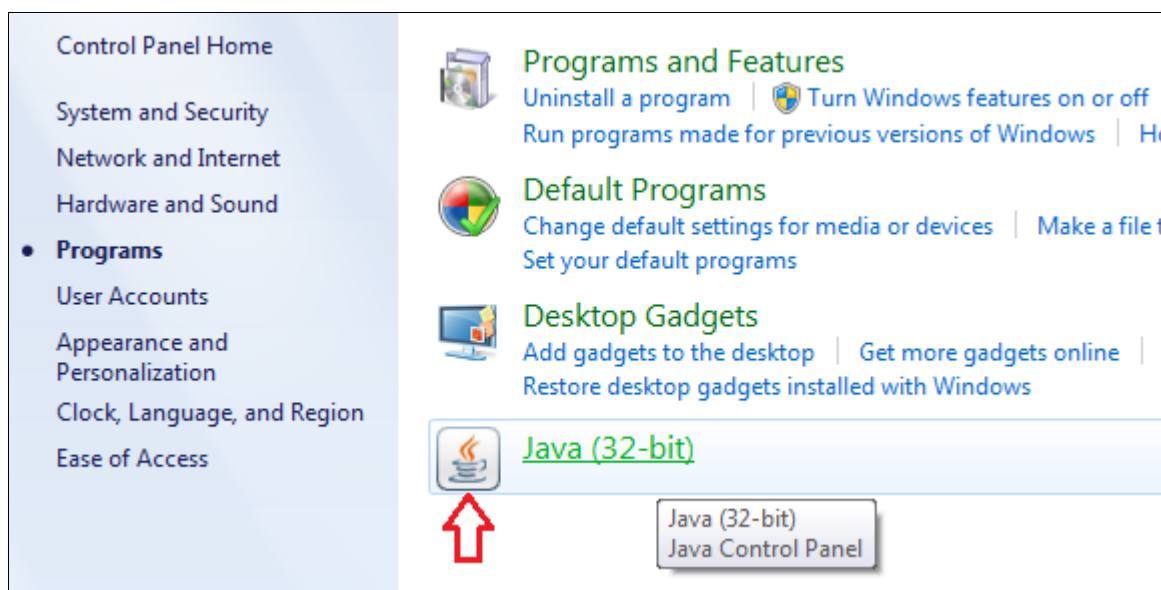 Control Panel Home
System and Security
Network and Internet
Hardware and Sound
Programs
User Accounts
Appearance and
Personalization
Clock, Language, and Region
Ease of Access
Programs and Features
Uninstall a program
Turn Windows features on or off
Run programs made for previous versions of Windows
Default Programs
Change default settings for media or devices
Make a file
Set your default programs
Desktop Gadgets
Add gadgets to the desktop
Get more gadgets online
Restore desktop gadgets installed with Windows
Java (32-bit)
Java (32-bit)
Java Control Panel